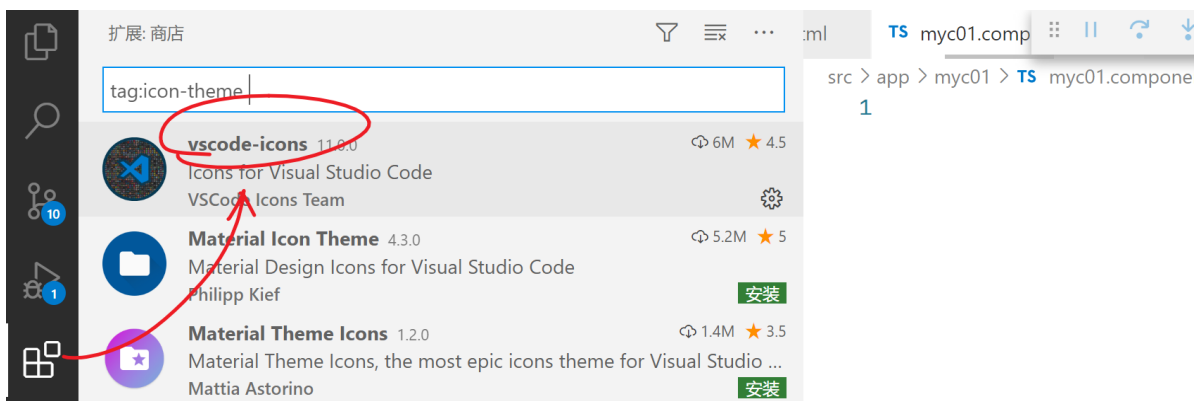 扩展: 商店
tag:icon-theme
vscode-icons 11.0.0
6M 4.5
Icons for Visual Studio Code
VSCode Icons Team
Material Icon Theme 4.3.0
5.2M 5
Material Design Icons for Visual Studio Code
Philipp Kief
安装
Material Theme Icons 1.2.0
1.4M 3.5
Material Theme Icons, the most epic icons theme for Visual Studio ...
Mattia Astorino
安装
10
1
ml
TS myc01.comp
src > app > myc01 > TS myc01.compone
1